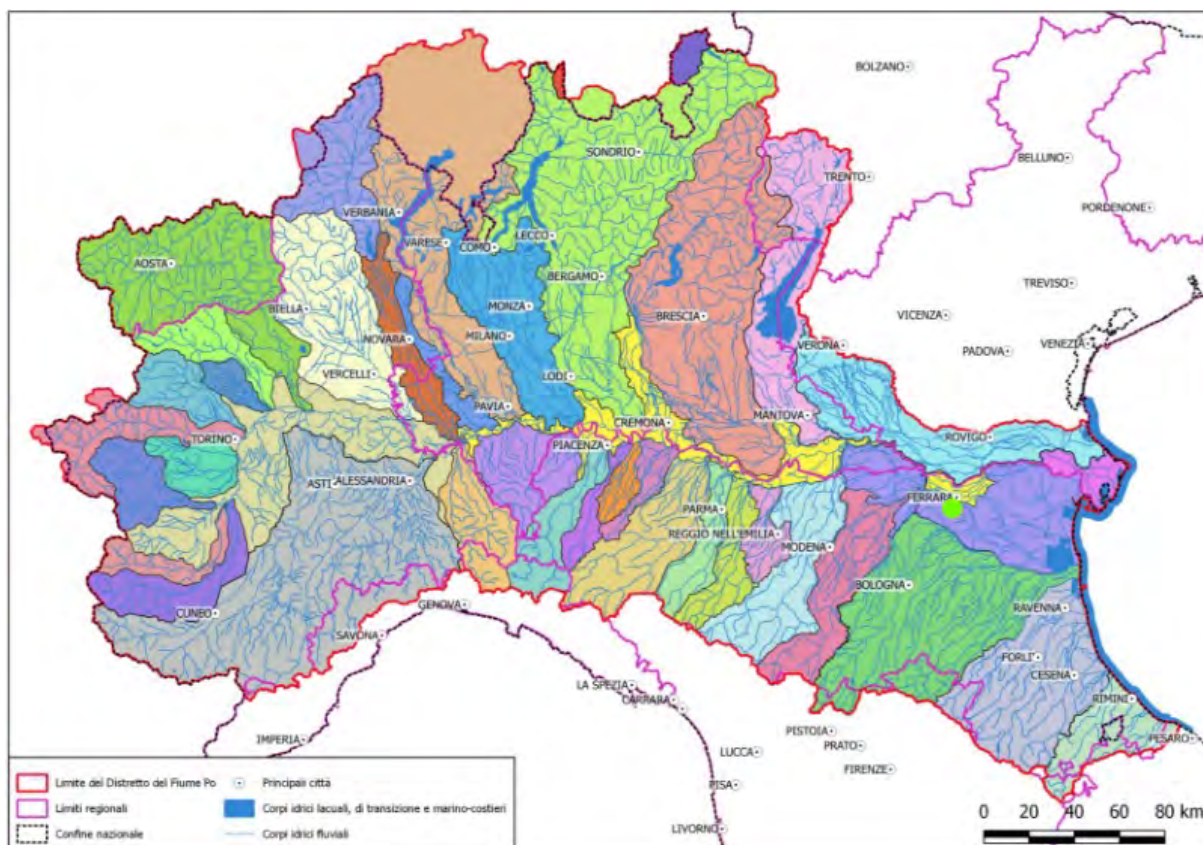 BOLZANO
SONDRIO
BELLUNO
TRENTO
PORDENONE
VERBANIA
LECCO
VARESE
COMO
AOSTA
BERGAMO
TREVISO
BIELLA
MONZA
BRESCIA
VICENZA
NOVARA
MILANO
VERONA
PADOVA
VENEZIA
VERCELLI
LODI
PAVIA
MANTOVA
CREMONA
TORINO
PIACENZA
ROVIGO
ASTI
ALESSANDRIA
FERRARA
PARMA
REGGIO NELL'EMILIA
MODENA
BOLOGNA
CUNEO
GENOVA
RAVENNA
SAVONA
FORLI'
CESENA
LA SPEZIA
CARRARA
RIMINI
IMPERIA
PISTOIA
PESARO
LUCCA
PRATO
FIRENZE
PISA
LIVORNO
Limite del Distretto del Fiume Po
Principali città
Limiti regionali
Corpi idrici lacuali, di transizione e marino-costieri
Confine nazionale
Corpi idrici fluviali
0 20 40 60 80 km